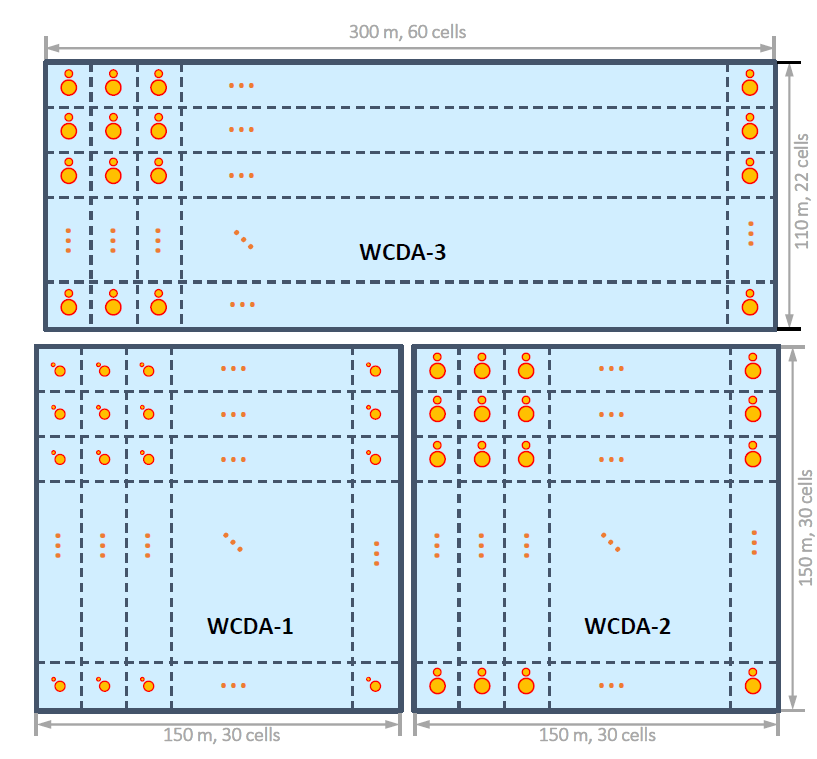 300 m, 60 cells
110 m, 22 cells
WCDA-3
WCDA-1
WCDA-2
150 m, 30 cells
150 m, 30 cells
150 m, 30 cells